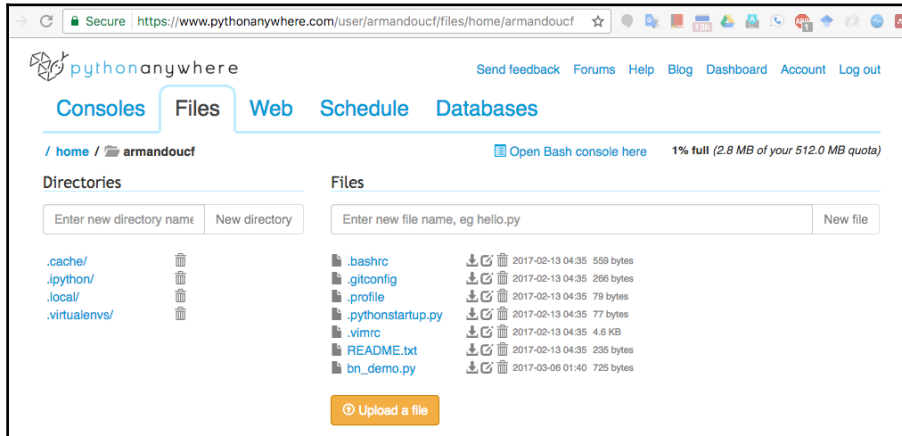 Secure https://www.pythonanywhere.com/user/armandoucf/files/home/armandoucf
pythonanywhere
Send feedback Forums Help Blog Dashboard Account Log out
Consoles Files Web Schedule Databases
/ home / armandoucf
Open Bash console here 1% full (2.8 MB of your 512.0 MB quota)
Directories Files
Enter new directory name New directory Enter new file name, eg hello.py New file
.cache/ .bashrc 2017-02-13 04:35 559 bytes
.ipython/ .gitconfig 2017-02-13 04:35 266 bytes
.local/ .profile 2017-02-13 04:35 79 bytes
.virtualenvs/ .pythonstartup.py 2017-02-13 04:35 77 bytes
.vimrc 2017-02-13 04:35 4.6 KB
README.txt 2017-02-13 04:35 235 bytes
bn_demo.py 2017-03-06 01:40 725 bytes
Upload a file